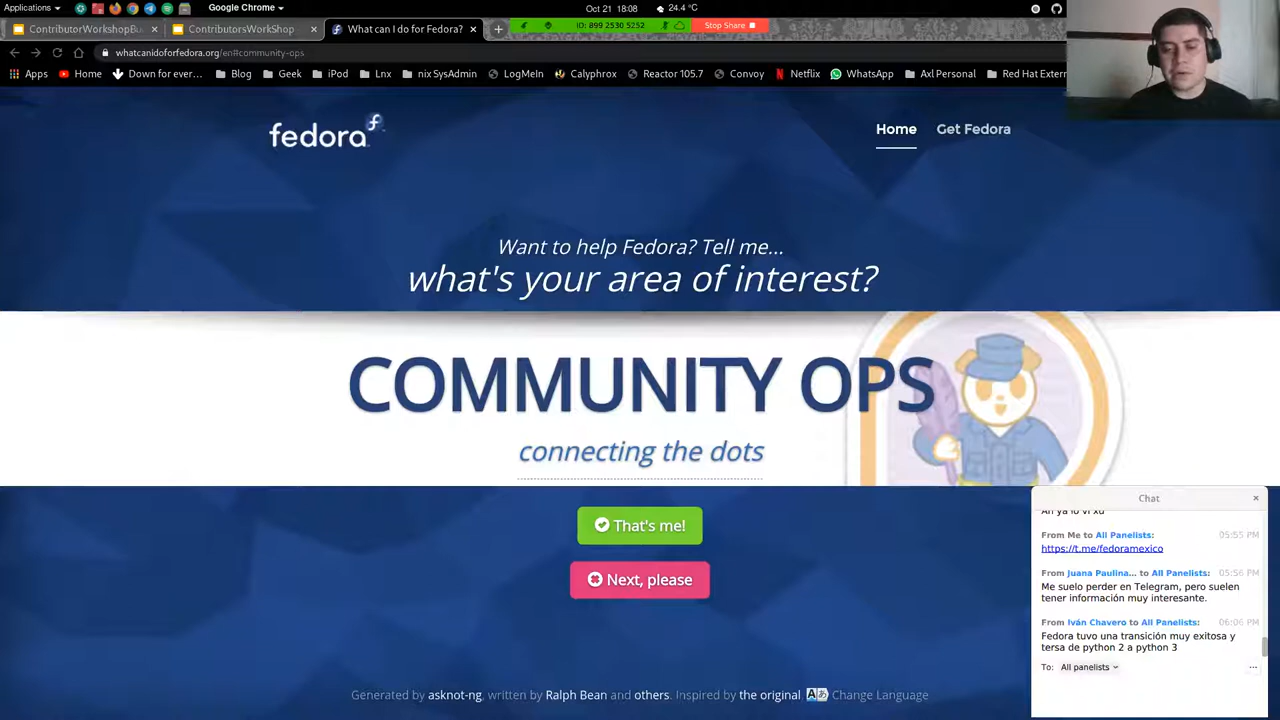 Applications
Google Chrome
Oct 21 18:08
24.4 °C
ContributorWorkshopBu
ContributorsWorkShop
What can I do for Fedora?
ID: 899 2530 5252
Stop Share
whatcanidoforfedora.org/en#community-ops
Apps
Home
Down for ever...
Blog
Geek
iPod
Lnx
nix SysAdmin
LogMeIn
Calyphrox
Reactor 105.7
Convoy
Netflix
WhatsApp
Axl Personal
Red Hat Extern
fedora
Home
Get Fedora
Want to help Fedora? Tell me...
what's your area of interest?
COMMUNITY OPS
connecting the dots
That's me!
Next, please
Generated by asknot-ng, written by Ralph Bean and others. Inspired by the original. Change Language
Chat
From Me to All Panelists: 05:55 PM
https://t.me/fedoramexico
From Juana Paulina... to All Panelists: 05:56 PM
Me suelo perder en Telegram, pero suelen
tener información muy interesante.
From Iván Chavero to All Panelists: 06:06 PM
Fedora tuvo una transición muy exitosa y
tersa de python 2 a python 3
To: All panelists